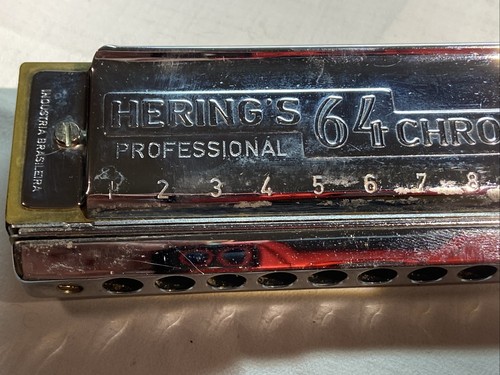 INDUSTRIA BRASILEIRA
HERING'S 64 CHRO
PROFESSIONAL
1 2 3 4 5 6 7 8